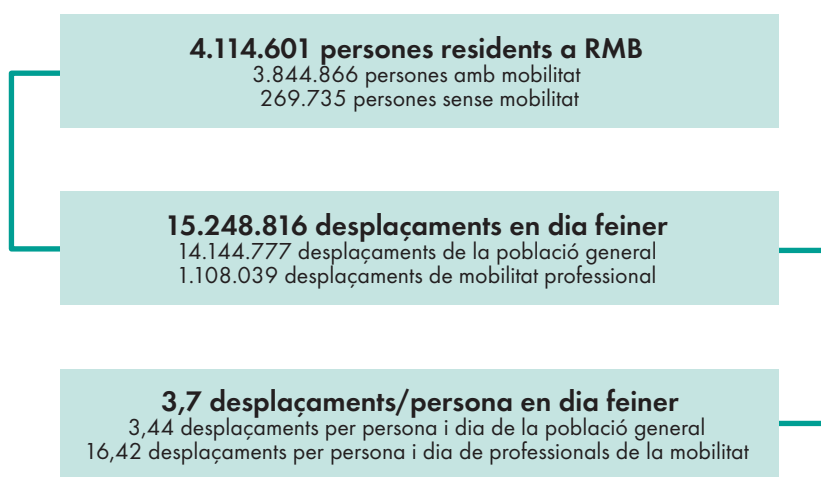 4.114.601 persones residents a RMB
3.844.866 persones amb mobilitat
269.735 persones sense mobilitat
15.248.816 desplaçaments en dia feiner
14.144.777 desplaçaments de la població general
1.108.039 desplaçaments de mobilitat professional
3,7 desplaçaments/persona en dia feiner
3,44 desplaçaments per persona i dia de la població general
16,42 desplaçaments per persona i dia de professionals de la mobilitat